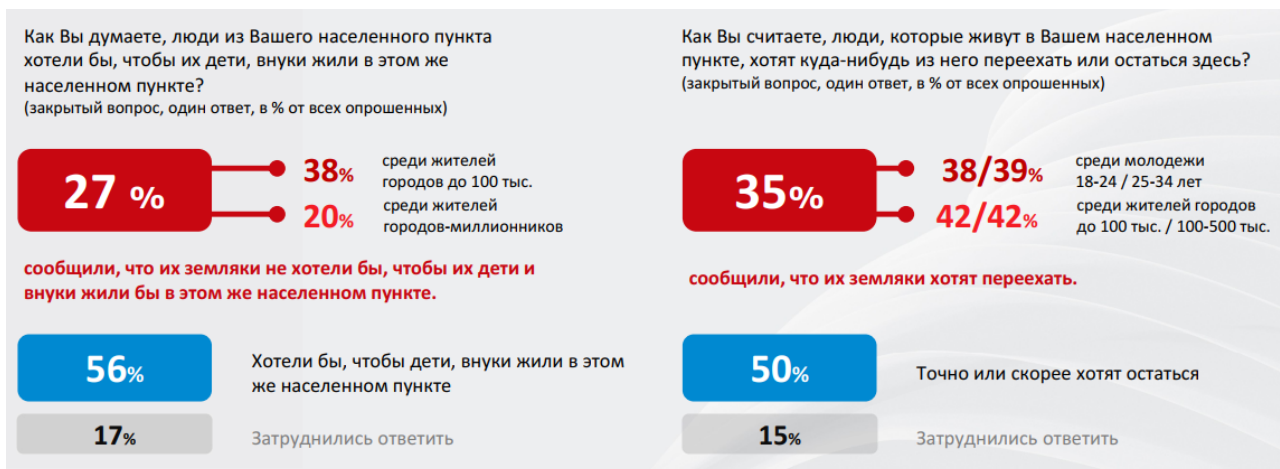 Как Вы думаете, люди из Вашего населенного пункта
хотели бы, чтобы их дети, внуки жили в этом же
населенном пункте?
(закрытый вопрос, один ответ, в % от всех опрошенных)
27 %
38%
среди жителей
городов до 100 тыс.
20%
среди жителей
городов-миллионников
сообщили, что их земляки не хотели бы, чтобы их дети и
внуки жили бы в этом же населенном пункте.
56%
Хотели бы, чтобы дети, внуки жили в этом
же населенном пункте
17%
Затруднились ответить
Как Вы считаете, люди, которые живут в Вашем населенном
пункте, хотят куда-нибудь из него переехать или остаться здесь?
(закрытый вопрос, один ответ, в % от всех опрошенных)
35%
38/39%
среди молодежи
18-24 / 25-34 лет
42/42%
среди жителей городов
до 100 тыс. / 100-500 тыс.
сообщили, что их земляки хотят переехать.
50%
Точно или скорее хотят остаться
15%
Затруднились ответить